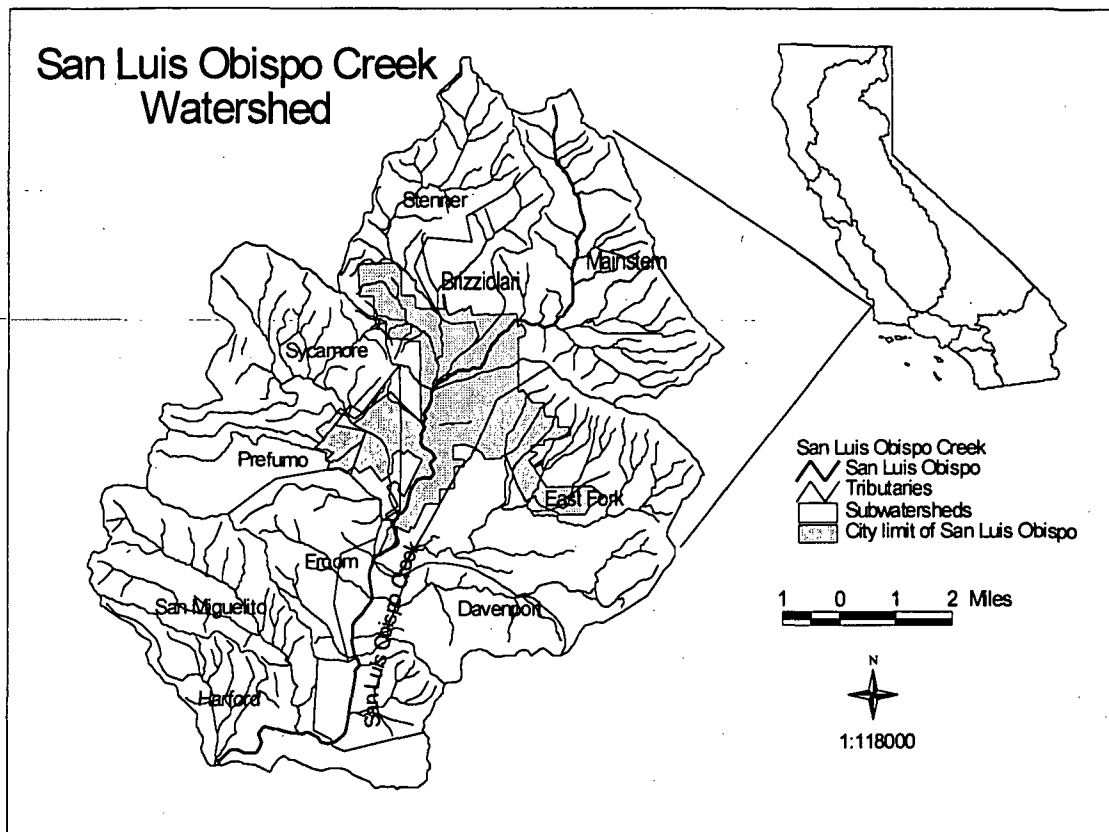 San Luis Obispo Creek
Watershed
Stenner
Brizziolari
Mainstem
Sycamore
Prefumo
East Fork
Froom
San Miguelito
Davenport
Harford
San Luis Obispo Creek
San Luis Obispo Creek
San Luis Obispo
Tributaries
Subwatersheds
City limit of San Luis Obispo
1 0 1 2 Miles
N
1:118000